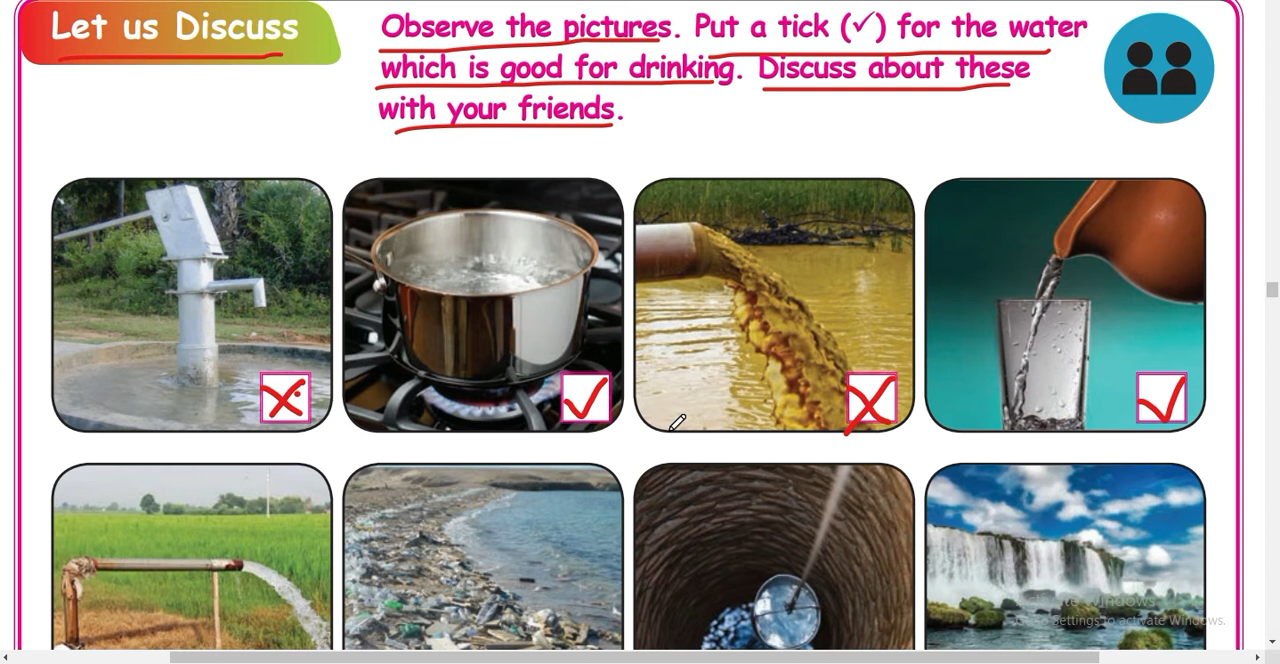 Let us Discuss
Observe the pictures. Put a tick (✓) for the water
which is good for drinking. Discuss about these
with your friends.